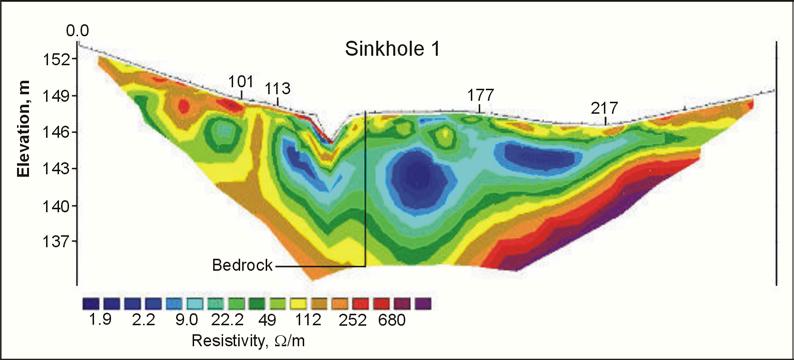 0.0
Sinkhole 1
152
101
113
149
177
217
146
Elevation, m
143
140
137
Bedrock
1.9 2.2 9.0 22.2 49 112 252 680
Resistivity, Ω/m